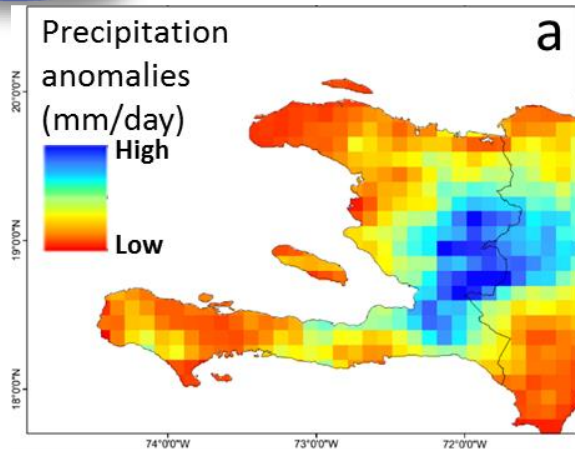 Precipitation
anomalies
(mm/day)
High
Low
a
20°0'0"N
19°0'0"N
18°0'0"N
74°0'0"W
73°0'0"W
72°0'0"W